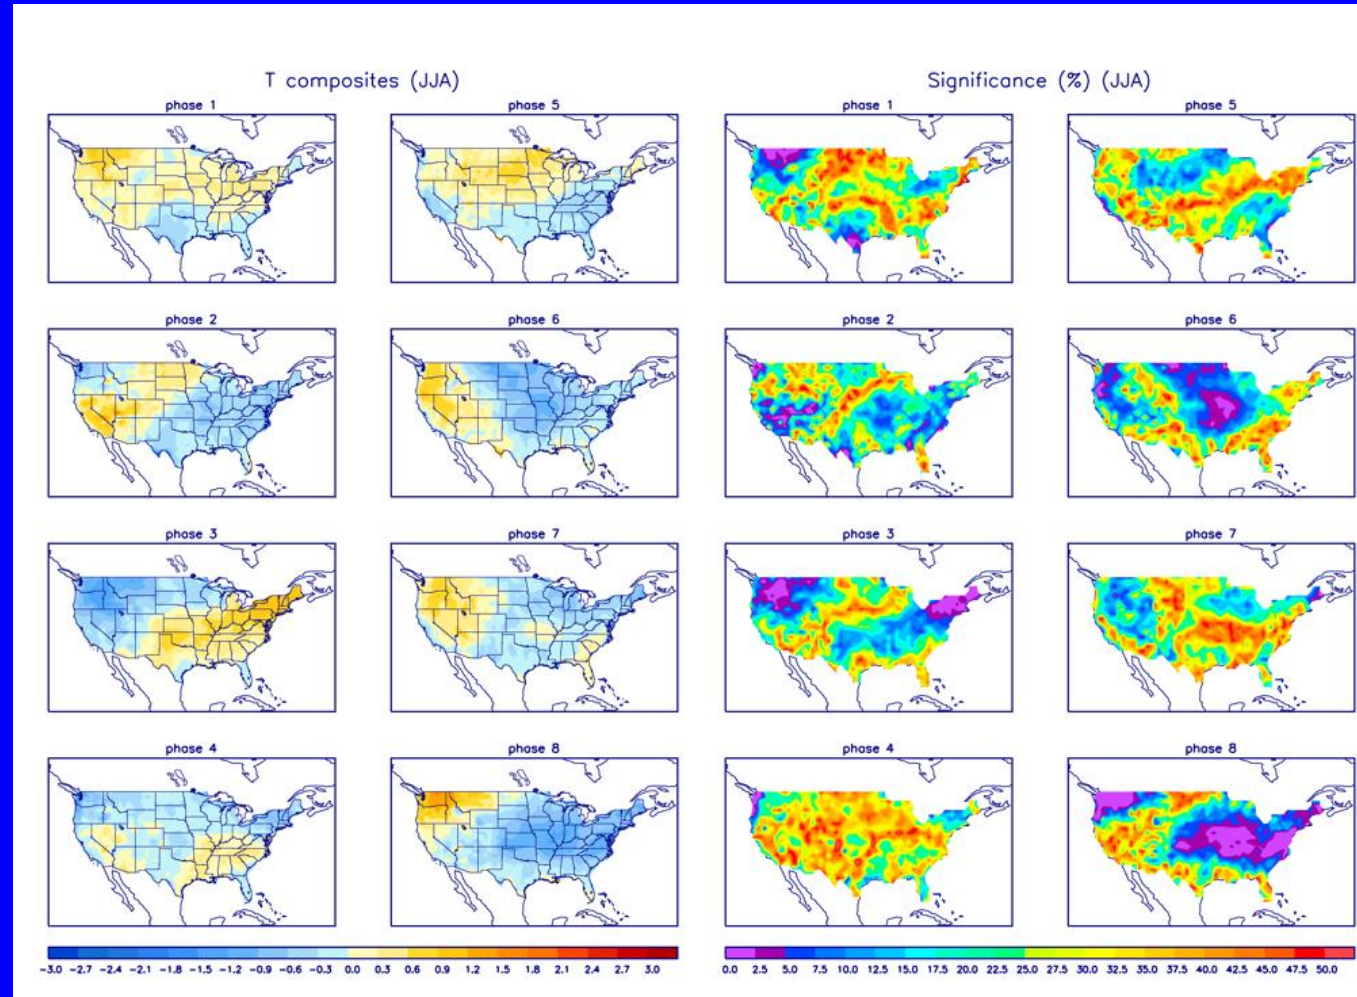 T composites (JJA) Significance (%) (JJA)
phase 1 phase 5 phase 1 phase 5
phase 2 phase 6 phase 2 phase 6
phase 3 phase 7 phase 3 phase 7
phase 4 phase 8 phase 4 phase 8
-3.0 -2.7 -2.4 -2.1 -1.8 -1.5 -1.2 -0.9 -0.6 -0.3 0.0 0.3 0.6 0.9 1.2 1.5 1.8 2.1 2.4 2.7 3.0 0.0 2.5 5.0 7.5 10.0 12.5 15.0 17.5 20.0 22.5 25.0 27.5 30.0 32.5 35.0 37.5 40.0 42.5 45.0 47.5 50.0